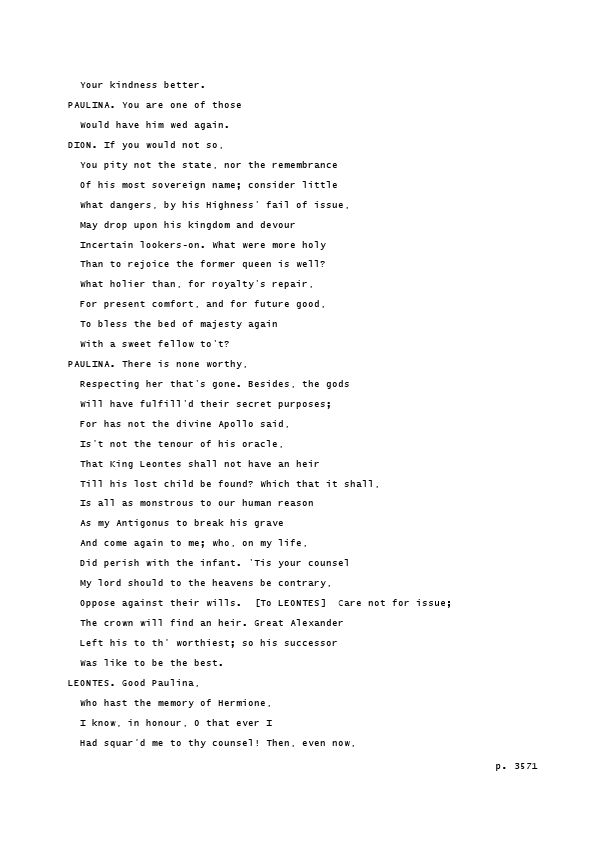 Your kindness better.
PAULINA. You are one of those
Would have him wed again.
DION. If you would not so,
You pity not the state, nor the remembrance
Of his most sovereign name; consider little
What dangers, by his Highness' fail of issue,
May drop upon his kingdom and devour
Incertain lookers-on. What were more holy
Than to rejoice the former queen is well?
What holier than, for royalty's repair,
For present comfort, and for future good,
To bless the bed of majesty again
With a sweet fellow to't?
PAULINA. There is none worthy,
Respecting her that's gone. Besides, the gods
Will have fulfill'd their secret purposes;
For has not the divine Apollo said,
Is't not the tenour of his oracle,
That King Leontes shall not have an heir
Till his lost child be found? Which that it shall,
Is all as monstrous to our human reason
As my Antigonus to break his grave
And come again to me; who, on my life,
Did perish with the infant. 'Tis your counsel
My lord should to the heavens be contrary,
Oppose against their wills.  [To LEONTES]  Care not for issue;
The crown will find an heir. Great Alexander
Left his to th' worthiest; so his successor
Was like to be the best.
LEONTES. Good Paulina,
Who hast the memory of Hermione,
I know, in honour, O that ever I
Had squar'd me to thy counsel! Then, even now,
p. 3571